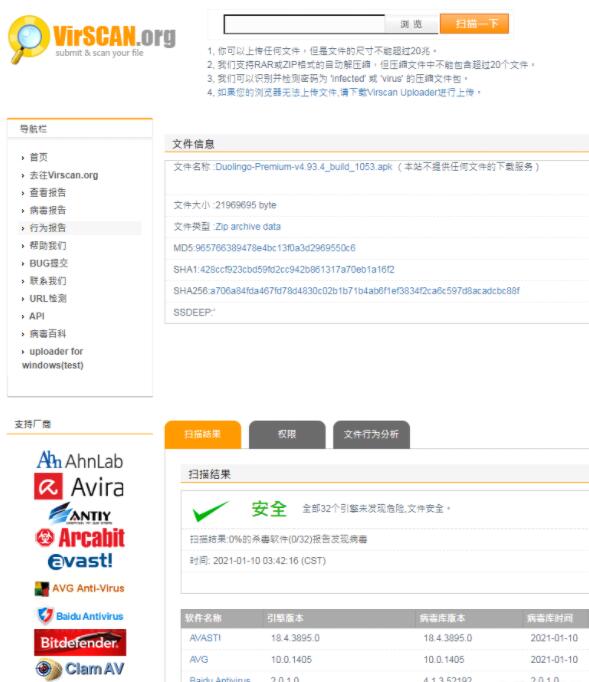 VirSCAN.org
submit & scan your file
浏 览
扫描一下
1, 你可以上传任何文件，但是文件的尺寸不能超过20兆。
2, 我们支持RAR或ZIP格式的自动解压缩，但压缩文件中不能包含超过20个文件。
3, 我们可以识别并检测密码为 'infected' 或 'virus' 的压缩文件包。
4, 如果您的浏览器无法上传文件,请下载Virscan Uploader进行上传。
导航栏
首页
去往Virscan.org
查看报告
病毒报告
行为报告
帮助我们
BUG提交
联系我们
URL检测
API
病毒百科
uploader for
windows(test)
文件信息
文件名称 :Duolingo-Premium-v4.93.4_build_1053.apk （本站不提供任何文件的下载服务）
文件大小 :21969695 byte
文件类型 :Zip archive data
MD5:965766389478e4bc13f0a3d2969550c6
SHA1:428ccf923cbd59fd2cc942b861317a70eb1a16f2
SHA256:a706a84fda467fd78d4830c02b1b71b4ab6f1ef3834f2ca6c597d8acadcbc88f
SSDEEP:'
支持厂商
Ahn AhnLab
Avira
ANTIY
Arcabit
avast!
AVG Anti-Virus
Baidu Antivirus
Bitdefender
Clam AV
扫描结果
权限
文件行为分析
扫描结果
安全 全部32个引擎未发现危险,文件安全。
扫描结果:0%的杀毒软件(0/32)报告发现病毒
时间: 2021-01-10 03:42:16 (CST)
软件名称 引擎版本 病毒库版本 病毒库时间
AVAST! 18.4.3895.0 18.4.3895.0 2021-01-10
AVG 10.0.1405 10.0.1405 2021-01-10
Baidu Antivirus 2.0.1.0 4.1.3.52192 2.0.1.0